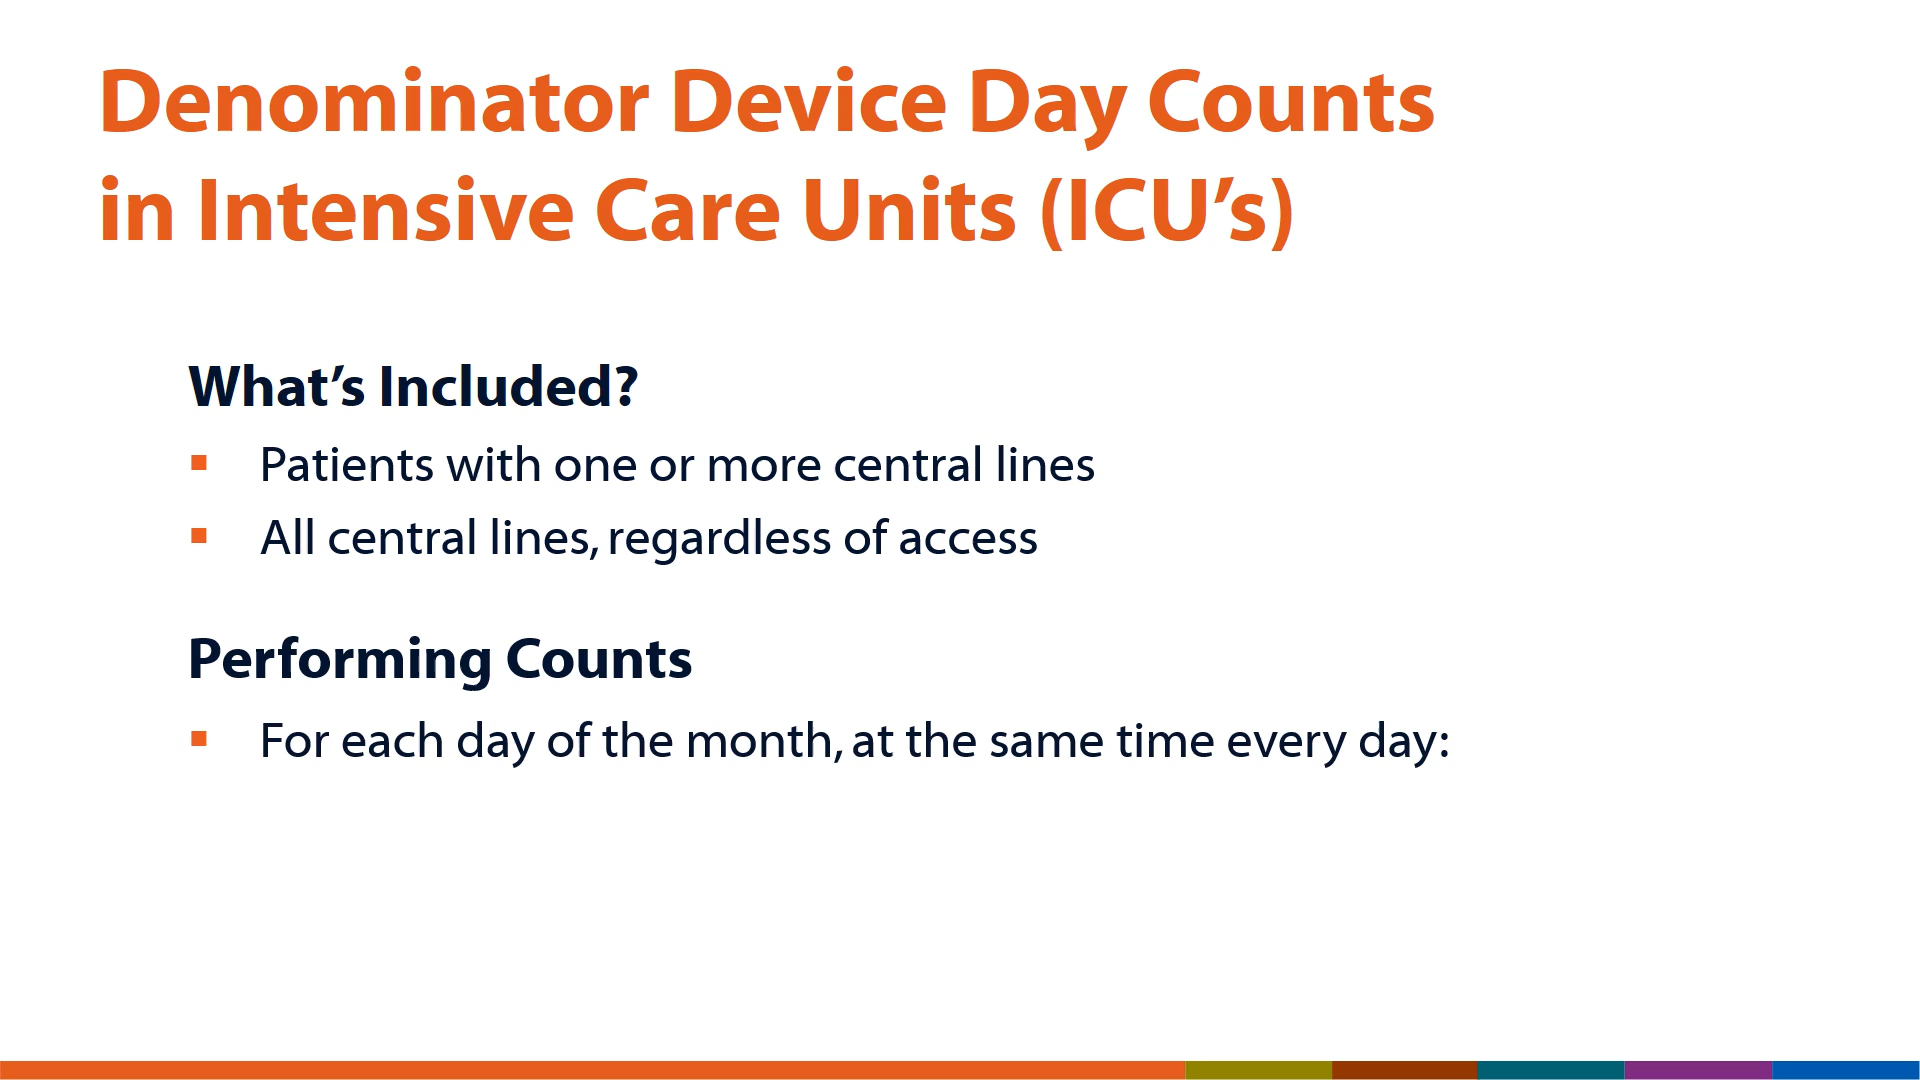 Denominator Device Day Counts
in Intensive Care Units (ICU’s)
What’s Included?
▪ Patients with one or more central lines
▪ All central lines, regardless of access
Performing Counts
▪ For each day of the month, at the same time every day: